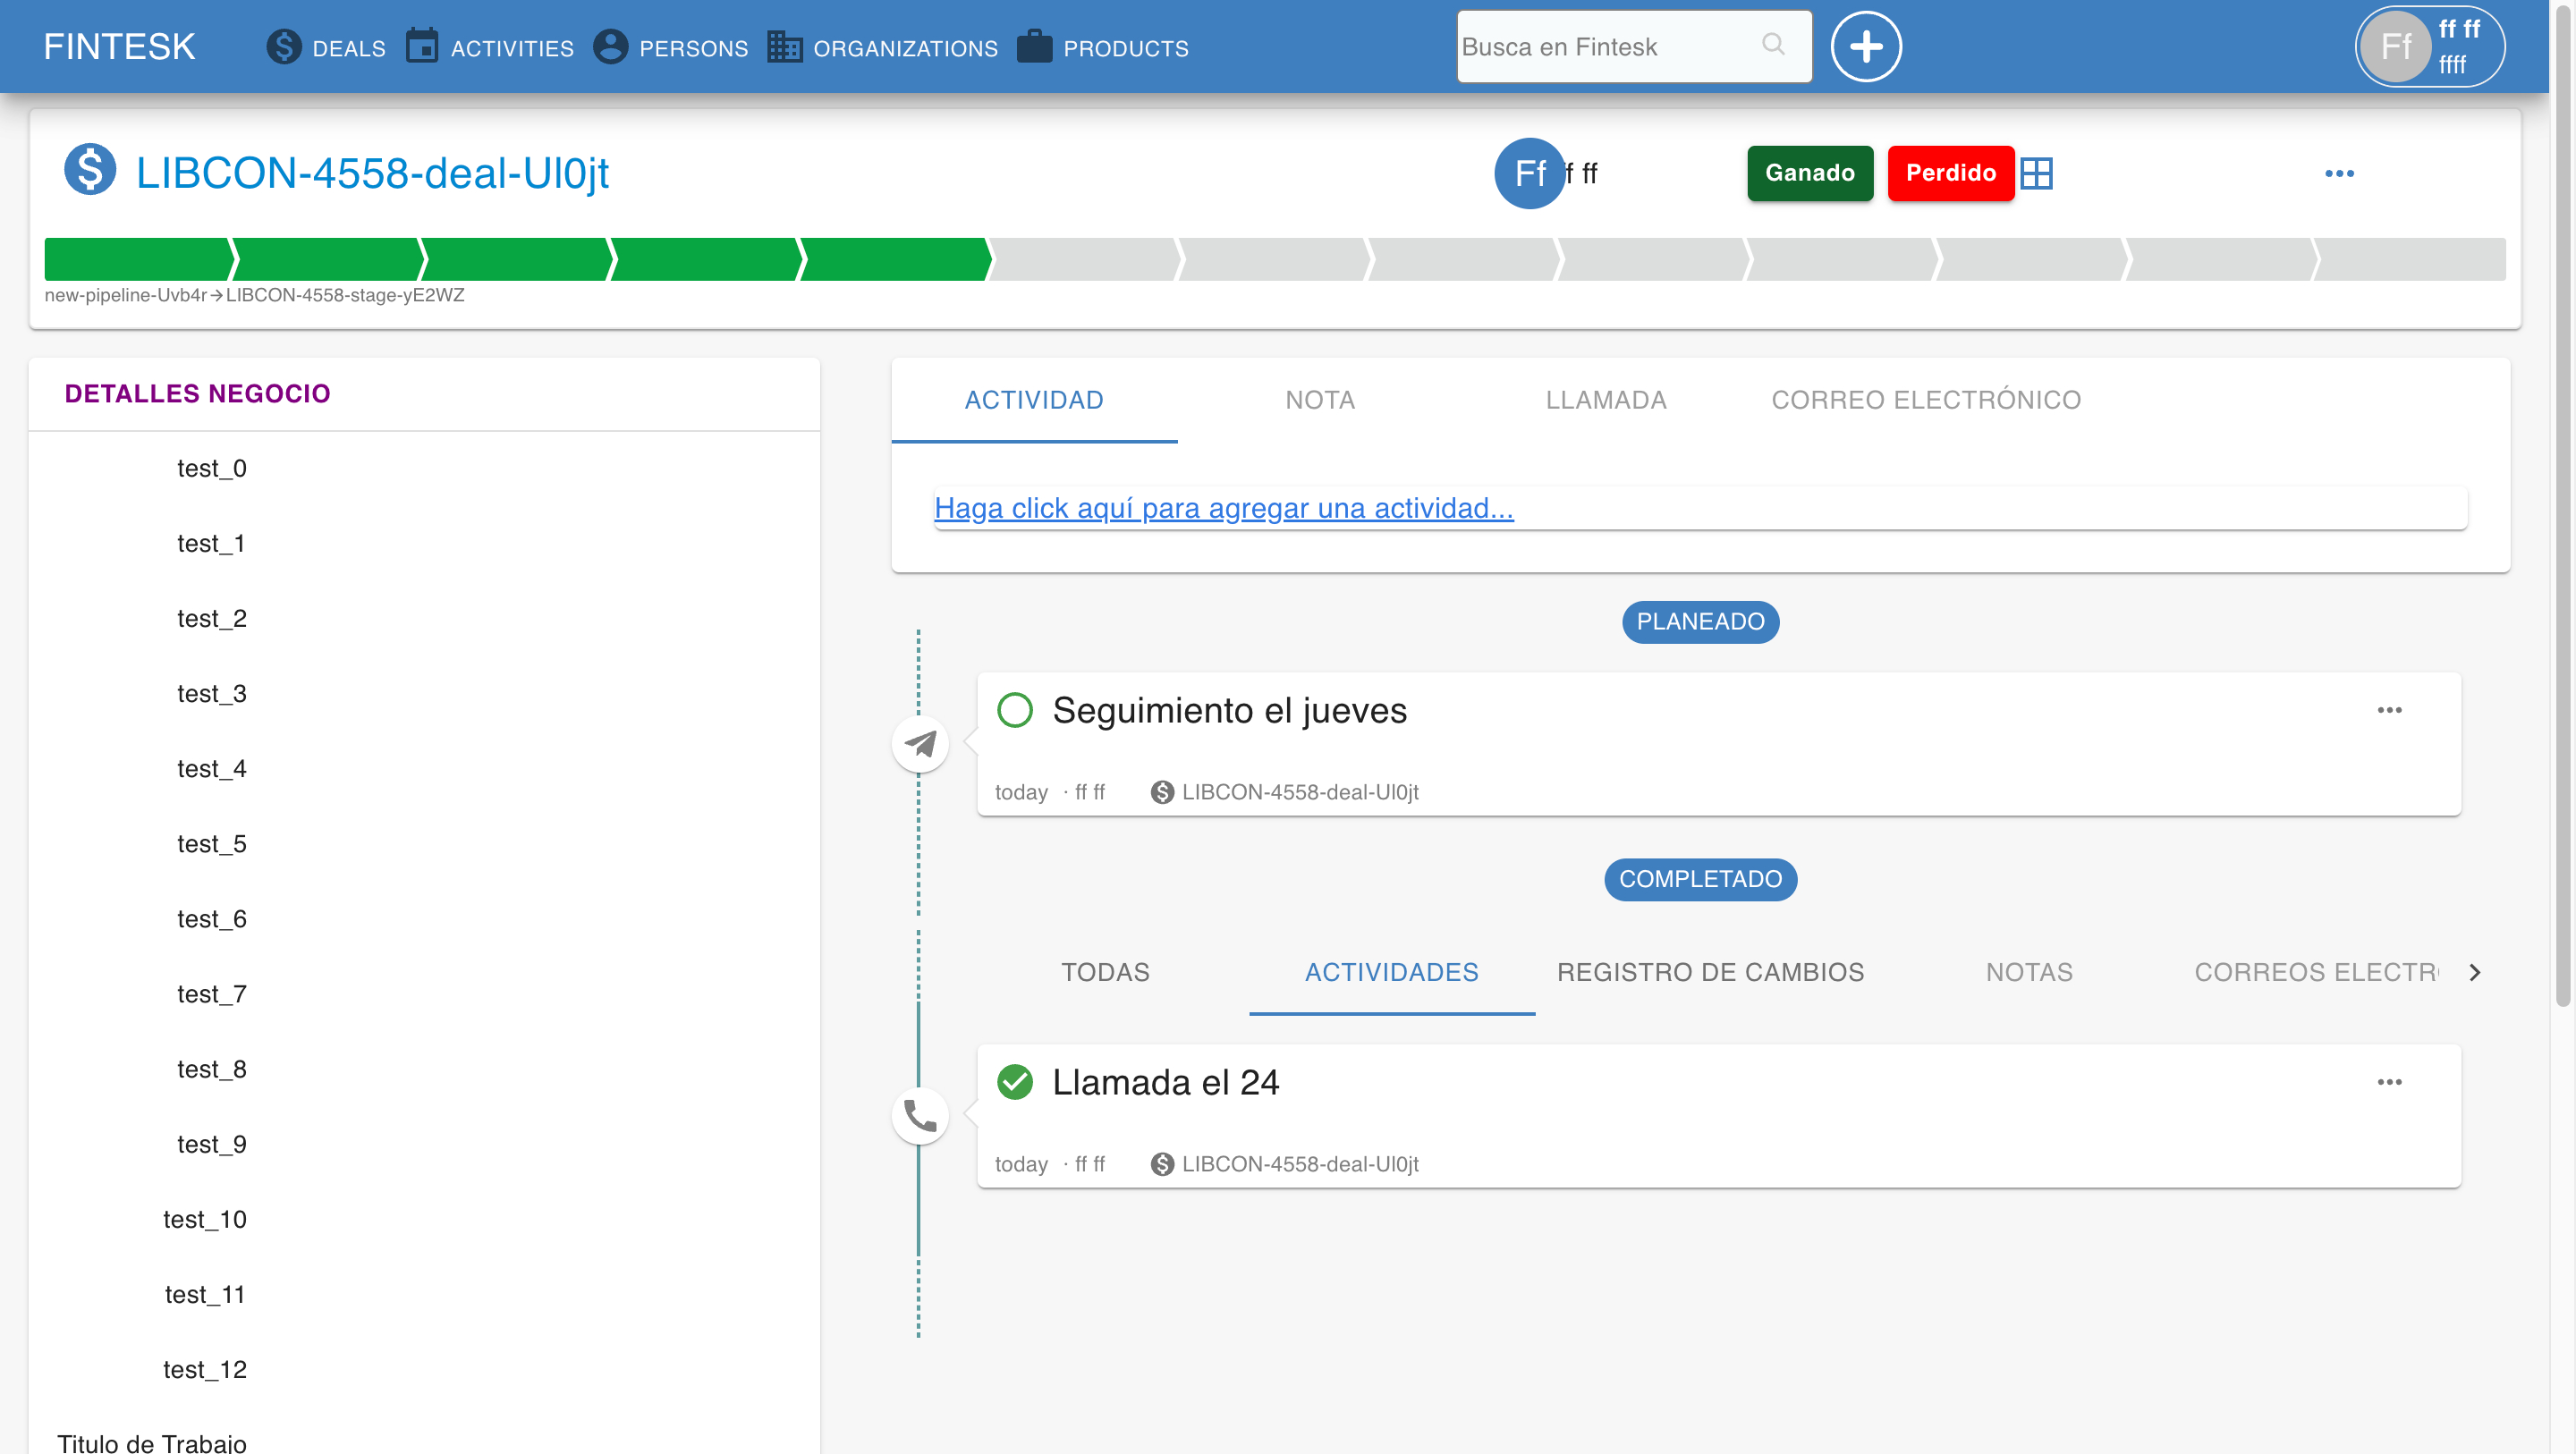 FINTESK
DEALS
ACTIVITIES
PERSONS
ORGANIZATIONS
PRODUCTS
Busca en Fintesk
Ff
ff ff
ffff
LIBCON-4558-deal-Ul0jt
Ff
f ff
Ganado
Perdido
new-pipeline-Uvb4r→LIBCON-4558-stage-yE2WZ
DETALLES NEGOCIO
test_0
test_1
test_2
test_3
test_4
test_5
test_6
test_7
test_8
test_9
test_10
test_11
test_12
Titulo de Trabajo
ACTIVIDAD
NOTA
LLAMADA
CORREO ELECTRÓNICO
Haga click aquí para agregar una actividad...
PLANEADO
Seguimiento el jueves
today · ff ff LIBCON-4558-deal-Ul0jt
COMPLETADO
TODAS
ACTIVIDADES
REGISTRO DE CAMBIOS
NOTAS
CORREOS ELECTR
Llamada el 24
today · ff ff LIBCON-4558-deal-Ul0jt